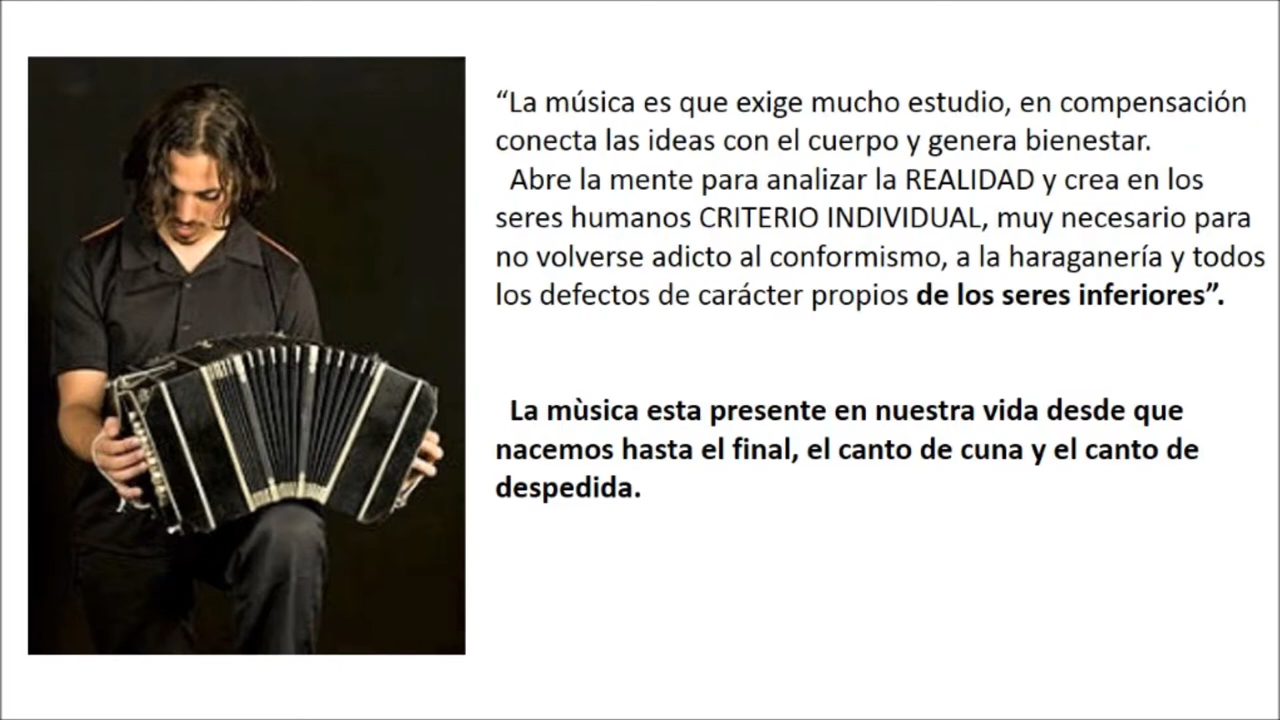 “La música es que exige mucho estudio, en compensación
conecta las ideas con el cuerpo y genera bienestar.
Abre la mente para analizar la REALIDAD y crea en los
seres humanos CRITERIO INDIVIDUAL, muy necesario para
no volverse adicto al conformismo, a la haraganería y todos
los defectos de carácter propios de los seres inferiores”.
La mùsica esta presente en nuestra vida desde que
nacemos hasta el final, el canto de cuna y el canto de
despedida.